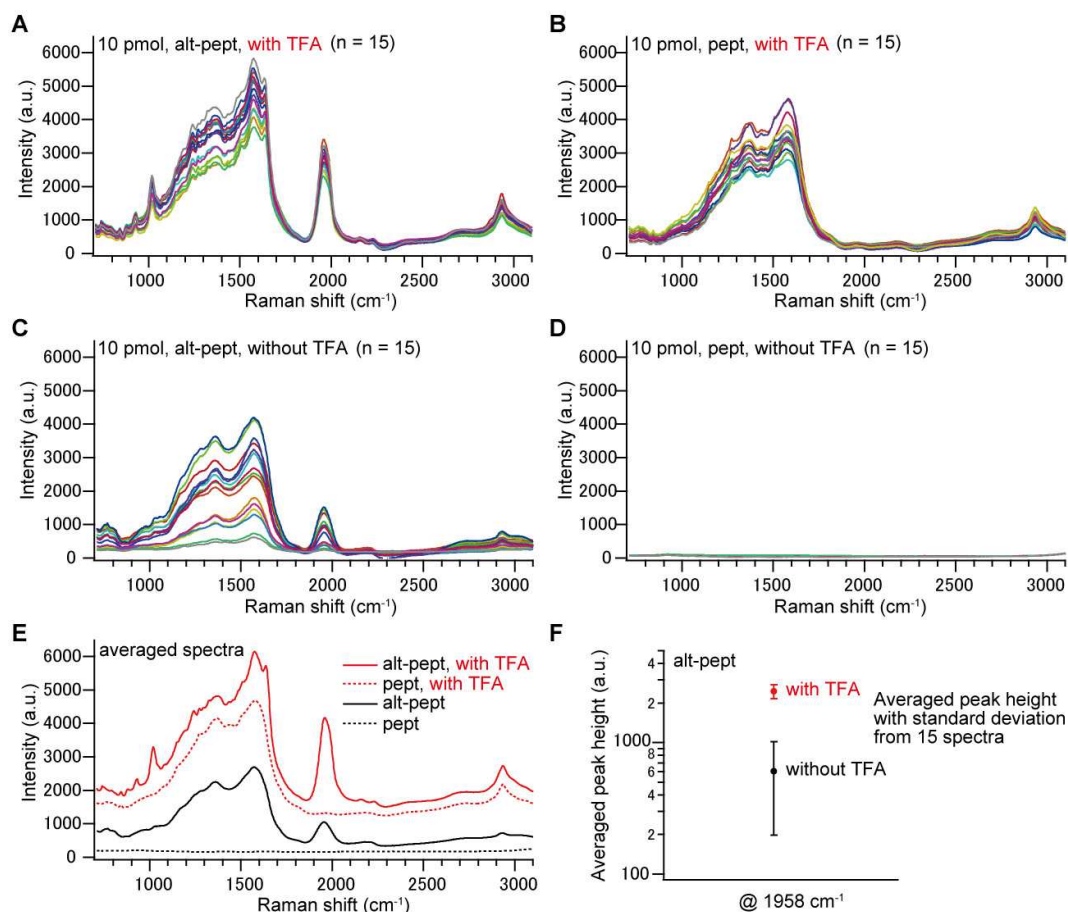 A
10 pmol, alt-pept, with TFA (n = 15)
6000
5000
4000
3000
2000
1000
0
Intensity (a.u.)
1000 1500 2000 2500 3000
Raman shift (cm⁻¹)
B
10 pmol, pept, with TFA (n = 15)
6000
5000
4000
3000
2000
1000
0
Intensity (a.u.)
1000 1500 2000 2500 3000
Raman shift (cm⁻¹)
C
10 pmol, alt-pept, without TFA (n = 15)
6000
5000
4000
3000
2000
1000
0
Intensity (a.u.)
1000 1500 2000 2500 3000
Raman shift (cm⁻¹)
D
10 pmol, pept, without TFA (n = 15)
6000
5000
4000
3000
2000
1000
0
Intensity (a.u.)
1000 1500 2000 2500 3000
Raman shift (cm⁻¹)
E
averaged spectra
alt-pept, with TFA
pept, with TFA
alt-pept
pept
6000
5000
4000
3000
2000
1000
0
Intensity (a.u.)
1000 1500 2000 2500 3000
Raman shift (cm⁻¹)
F
alt-pept
with TFA
Averaged peak height
with standard deviation
from 15 spectra
without TFA
4
2
1000
8
6
4
2
100
Averaged peak height (a.u.)
@ 1958 cm⁻¹